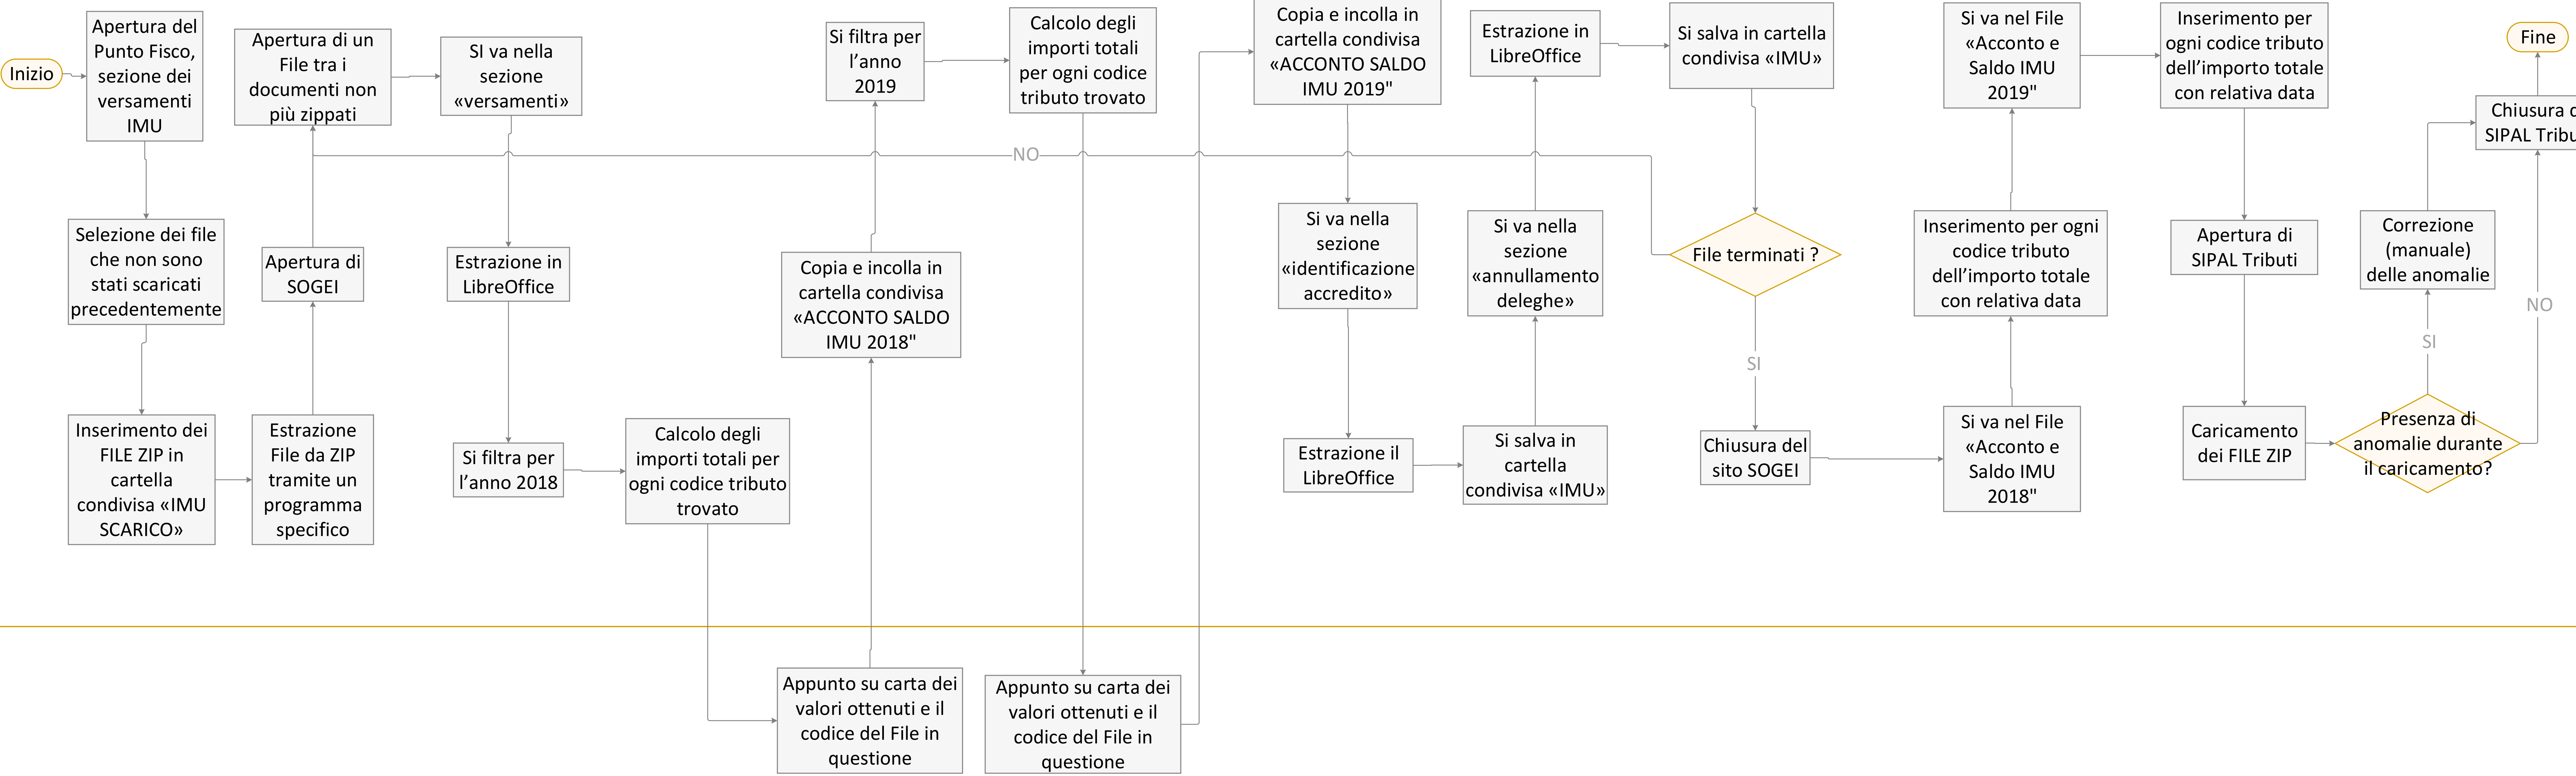 Inizio
Apertura del
Punto Fisco,
sezione dei
versamenti
IMU
Selezione dei file
che non sono
stati scaricati
precedentemente
Inserimento dei
FILE ZIP in
cartella
condivisa «IMU
SCARICO»
Estrazione
File da ZIP
tramite un
programma
specifico
Apertura di
SOGEI
Apertura di un
File tra i
documenti non
più zippati
SI va nella
sezione
«versamenti»
Estrazione in
LibreOffice
Si filtra per
l’anno 2018
Calcolo degli
importi totali per
ogni codice tributo
trovato
Appunto su carta dei
valori ottenuti e il
codice del File in
questione
Copia e incolla in
cartella condivisa
«ACCONTO SALDO
IMU 2018"
Si filtra per
l’anno
2019
Calcolo degli
importi totali
per ogni codice
tributo trovato
Appunto su carta dei
valori ottenuti e il
codice del File in
questione
Copia e incolla in
cartella condivisa
«ACCONTO SALDO
IMU 2019"
Si va nella
sezione
«identificazione
accredito»
Estrazione il
LibreOffice
Si salva in
cartella
condivisa «IMU»
Si va nella
sezione
«annullamento
deleghe»
Estrazione in
LibreOffice
Si salva in cartella
condivisa «IMU»
File terminati ?
NO
SI
Chiusura del
sito SOGEI
Si va nel File
«Acconto e
Saldo IMU
2018"
Inserimento per ogni
codice tributo
dell’importo totale
con relativa data
Si va nel File
«Acconto e
Saldo IMU
2019"
Inserimento per
ogni codice tributo
dell’importo totale
con relativa data
Apertura di
SIPAL Tributi
Caricamento
dei FILE ZIP
Presenza di
anomalie durante
il caricamento?
SI
Correzione
(manuale)
delle anomalie
NO
Chiusura
SIPAL
Fine